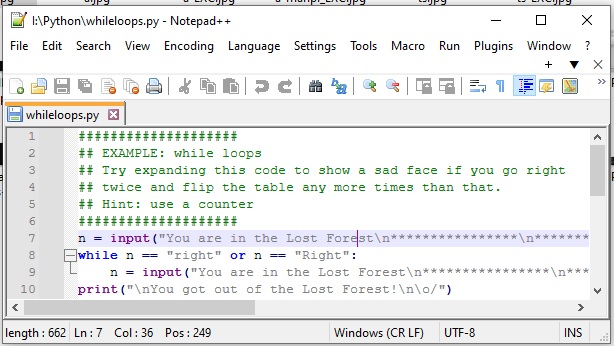 I:\Python\whileloops.py - Notepad++
File Edit Search View Encoding Language Settings Tools Macro Run Plugins Window ?
+ ▼ X
whileloops.py
1 ####################
2 ## EXAMPLE: while loops
3 ## Try expanding this code to show a sad face if you go right
4 ## twice and flip the table any more times than that.
5 ## Hint: use a counter
6 ####################
7 n = input("You are in the Lost Forest\n****************\n*******
8 while n == "right" or n == "Right":
9 n = input("You are in the Lost Forest\n****************\n***
10 print("\nYou got out of the Lost Forest!\n\o/")
length : 662 Ln : 7 Col : 36 Pos : 249 Windows (CR LF) UTF-8 INS